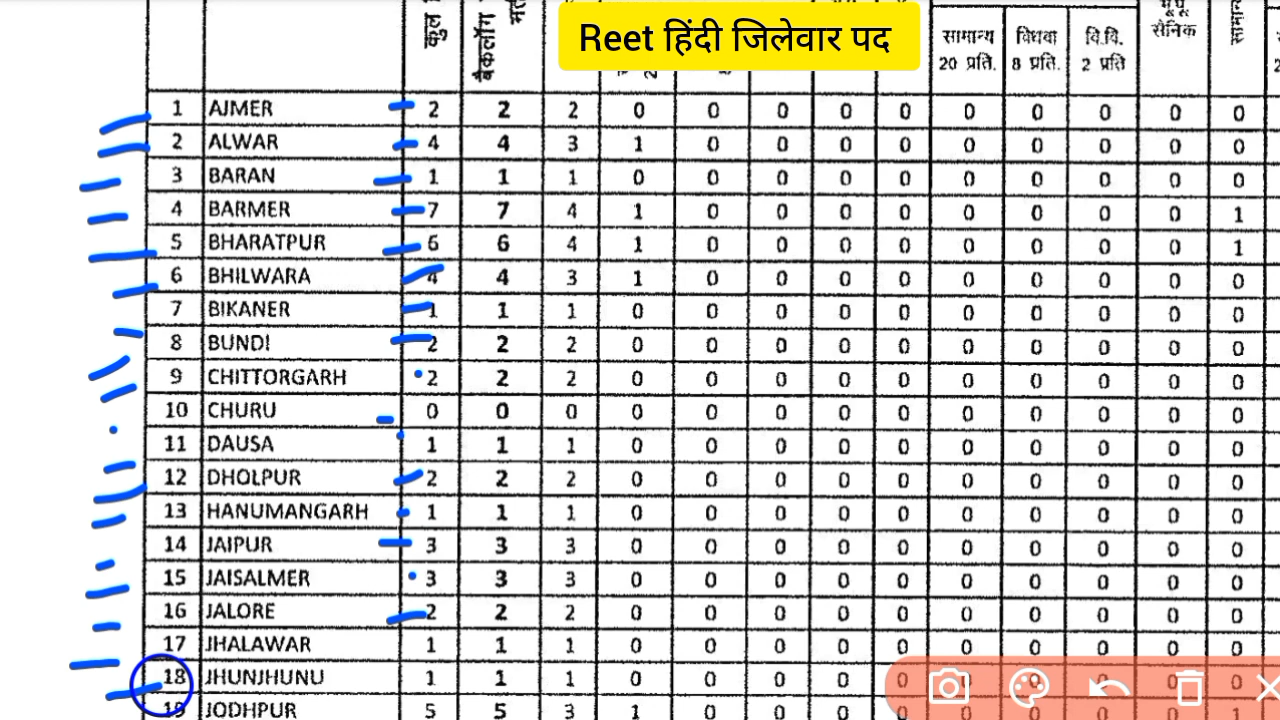 Reet हिंदी जिलेवार पद
कुल
बैकलॉग
सामान्य 20 प्रति.
विधवा 8 प्रति.
वि.वि. 2 प्रति
सैनिक
1 AJMER 2 2 2 0 0 0 0 0 0 0 0 0 0
2 ALWAR 4 4 3 1 0 0 0 0 0 0 0 0 0
3 BARAN 1 1 1 0 0 0 0 0 0 0 0 0 0
4 BARMER 7 7 4 1 0 0 0 0 0 0 0 0 1
5 BHARATPUR 6 6 4 1 0 0 0 0 0 0 0 0 1
6 BHILWARA 4 4 3 1 0 0 0 0 0 0 0 0 0
7 BIKANER 1 1 1 0 0 0 0 0 0 0 0 0 0
8 BUNDI 2 2 2 0 0 0 0 0 0 0 0 0 0
9 CHITTORGARH 2 2 2 0 0 0 0 0 0 0 0 0 0
10 CHURU 0 0 0 0 0 0 0 0 0 0 0 0 0
11 DAUSA 1 1 1 0 0 0 0 0 0 0 0 0 0
12 DHOLPUR 2 2 2 0 0 0 0 0 0 0 0 0 0
13 HANUMANGARH 1 1 1 0 0 0 0 0 0 0 0 0 0
14 JAIPUR 3 3 3 0 0 0 0 0 0 0 0 0 0
15 JAISALMER 3 3 3 0 0 0 0 0 0 0 0 0 0
16 JALORE 2 2 2 0 0 0 0 0 0 0 0 0 0
17 JHALAWAR 1 1 1 0 0 0 0 0 0 0 0 0 0
18 JHUNJHUNU 1 1 1 0 0 0 0 0 0 0 0 0 0
19 JODHPUR 5 5 3 1 0 0 0 0 0 0 0 0 1